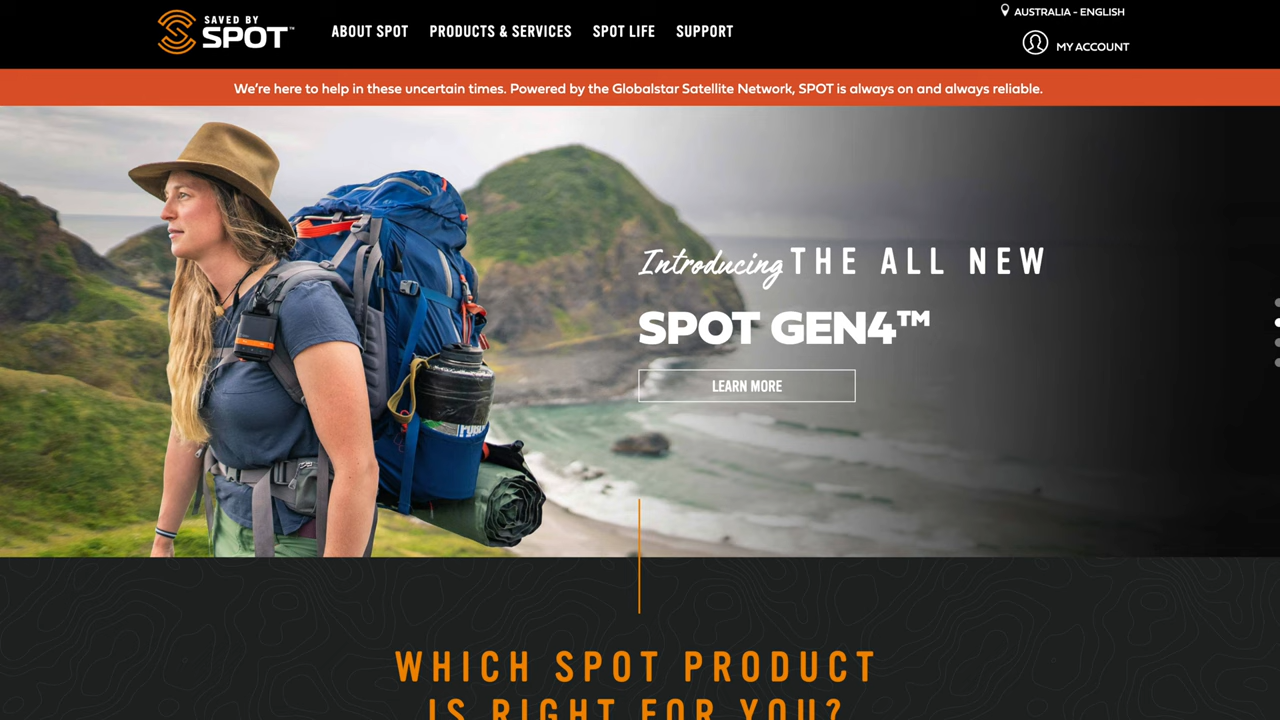 SAVED BY
SPOT™
ABOUT SPOT
PRODUCTS & SERVICES
SPOT LIFE
SUPPORT
AUSTRALIA - ENGLISH
MY ACCOUNT
We're here to help in these uncertain times. Powered by the Globalstar Satellite Network, SPOT is always on and always reliable.
Introducing THE ALL NEW
SPOT GEN4™
LEARN MORE
WHICH SPOT PRODUCT
IS RIGHT FOR YOU?